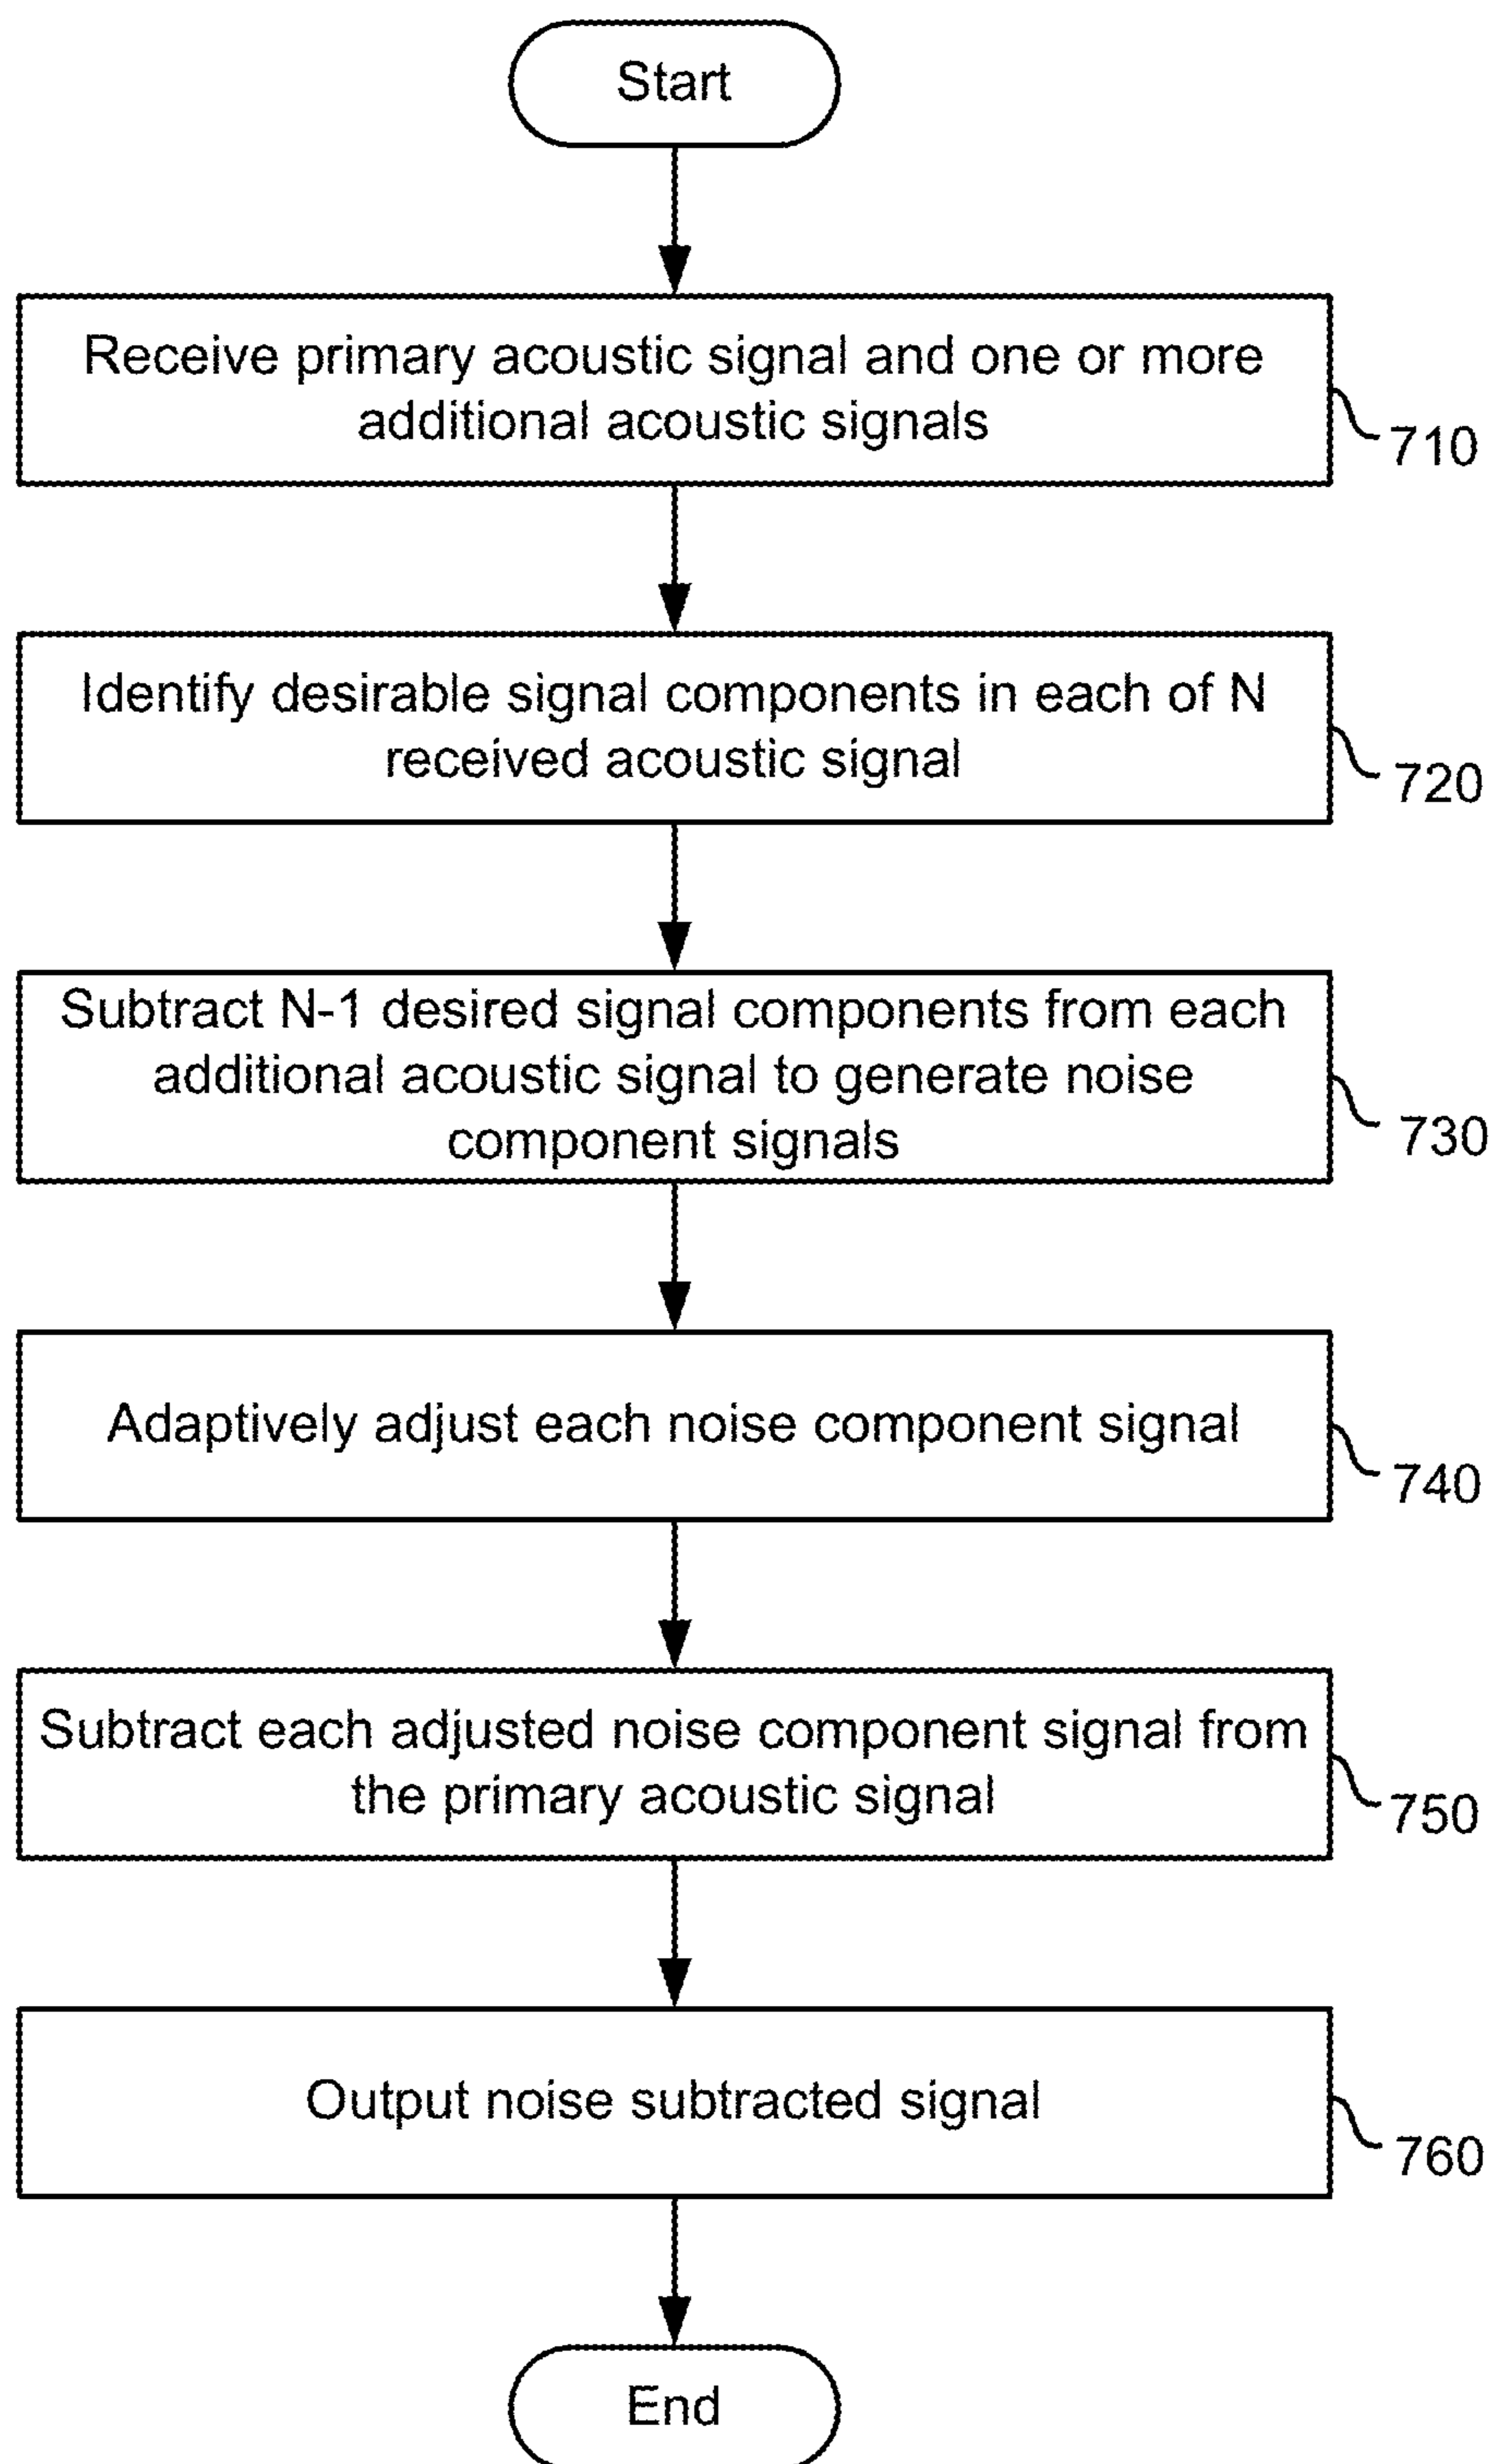 Start
Receive primary acoustic signal and one or more
additional acoustic signals
710
Identify desirable signal components in each of N
received acoustic signal
720
Subtract N-1 desired signal components from each
additional acoustic signal to generate noise
component signals
730
Adaptively adjust each noise component signal
740
Subtract each adjusted noise component signal from
the primary acoustic signal
750
Output noise subtracted signal
760
End